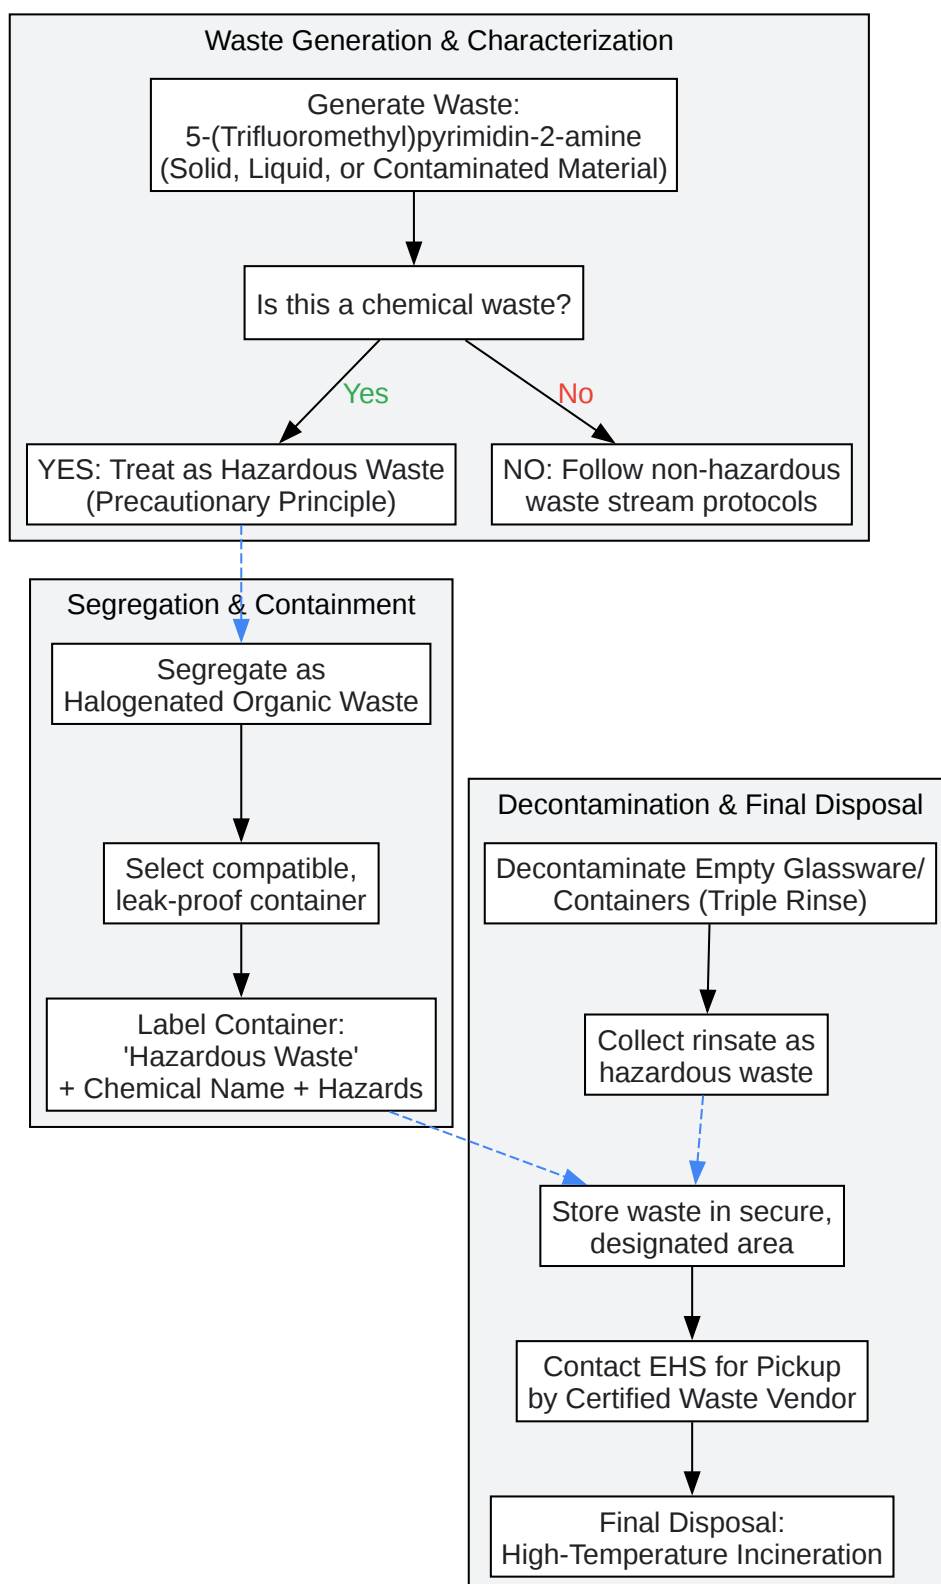 Waste Generation & Characterization
Generate Waste:
5-(Trifluoromethyl)pyrimidin-2-amine
(Solid, Liquid, or Contaminated Material)
Is this a chemical waste?
Yes
No
YES: Treat as Hazardous Waste
(Precautionary Principle)
NO: Follow non-hazardous
waste stream protocols
Segregation & Containment
Segregate as
Halogenated Organic Waste
Select compatible,
leak-proof container
Label Container:
'Hazardous Waste'
+ Chemical Name + Hazards
Decontamination & Final Disposal
Decontaminate Empty Glassware/
Containers (Triple Rinse)
Collect rinsate as
hazardous waste
Store waste in secure,
designated area
Contact EHS for Pickup
by Certified Waste Vendor
Final Disposal:
High-Temperature Incineration